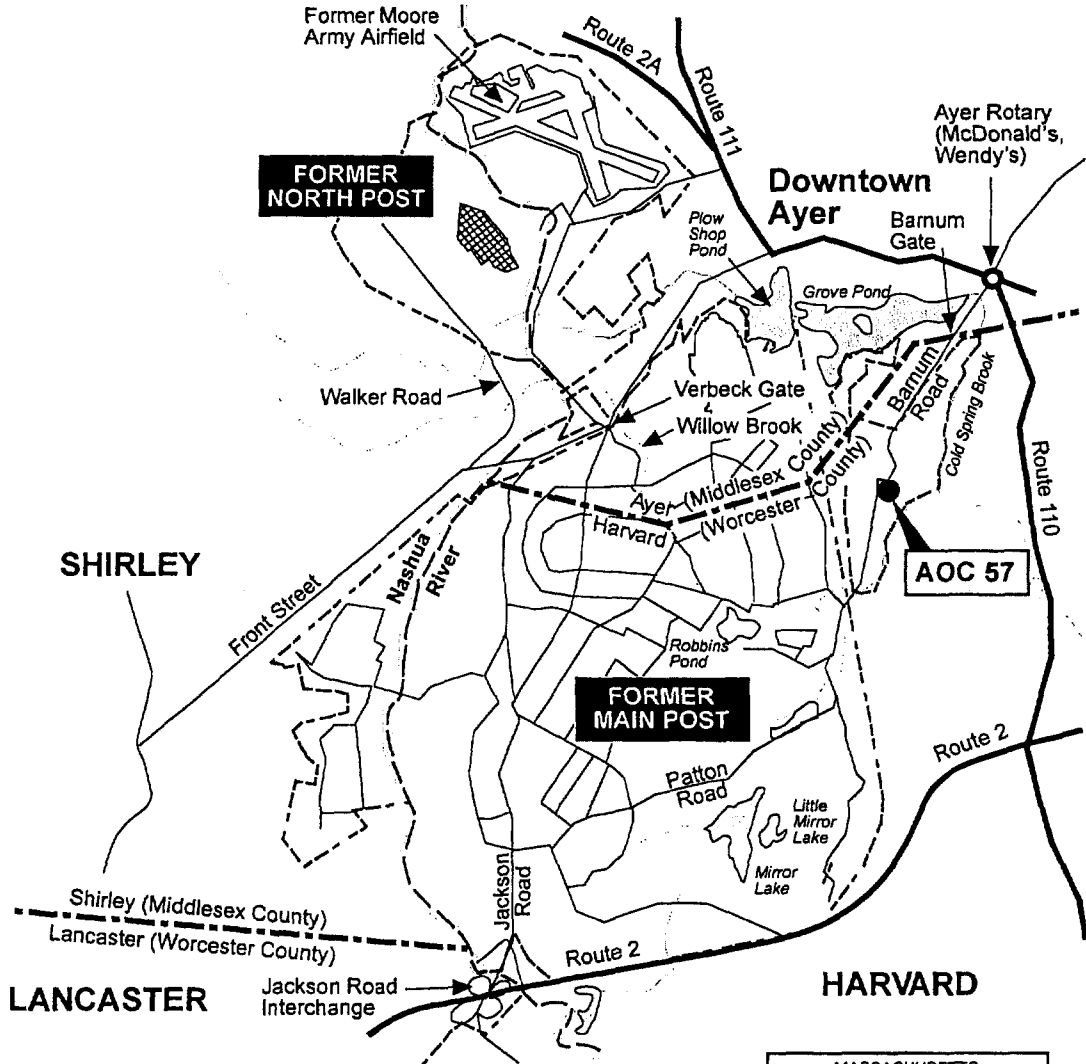 Former Moore
Army Airfield
Route 2A
Route 111
Ayer Rotary
(McDonald's,
Wendy's)
FORMER
NORTH POST
Downtown
Ayer
Plow
Shop
Pond
Barnum
Gate
Grove Pond
Walker Road
Verbeck Gate
Willow Brook
Barnum
Road
Cold Spring Brook
Ayer (Middlesex County)
Harvard (Worcester County)
Route 110
SHIRLEY
Nashua
River
AOC 57
Front Street
Robbins
Pond
FORMER
MAIN POST
Route 2
Patton
Road
Little
Mirror
Lake
Mirror
Lake
Jackson
Road
Shirley (Middlesex County)
Lancaster (Worcester County)
Route 2
LANCASTER
Jackson Road
Interchange
HARVARD
MASSACHUSETTS